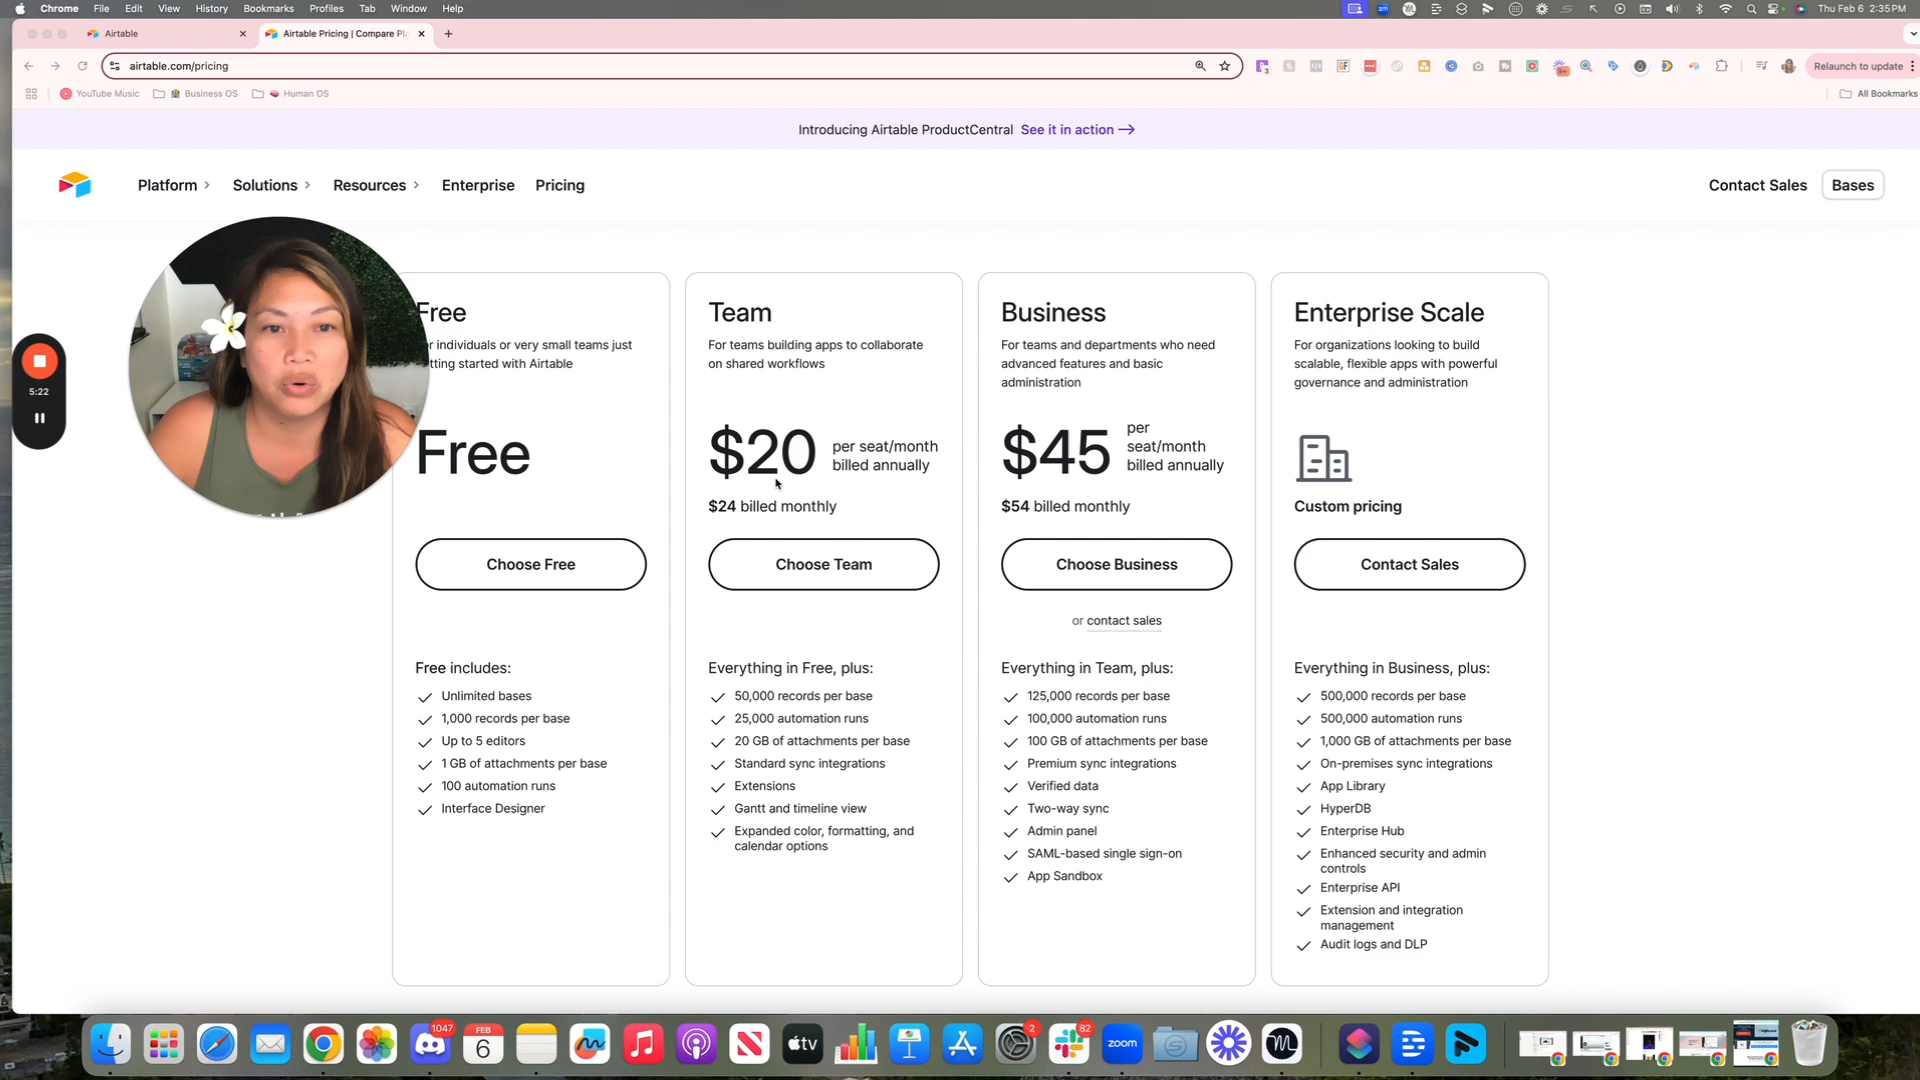 Chrome File Edit View History Bookmarks Profiles Tab Window Help
Thu Feb 6 2:35 PM
Airtable
Airtable Pricing | Compare Pl
airtable.com/pricing
Relaunch to update
YouTube Music
Business OS
Human OS
All Bookmarks
Introducing Airtable ProductCentral See it in action →
Platform Solutions Resources Enterprise Pricing
Contact Sales
Bases
5:22
Free
individuals or very small teams just
tting started with Airtable
Free
Choose Free
Free includes:
Unlimited bases
1,000 records per base
Up to 5 editors
1 GB of attachments per base
100 automation runs
Interface Designer
Team
For teams building apps to collaborate
on shared workflows
$20
per seat/month
billed annually
$24 billed monthly
Choose Team
Everything in Free, plus:
50,000 records per base
25,000 automation runs
20 GB of attachments per base
Standard sync integrations
Extensions
Gantt and timeline view
Expanded color, formatting, and
calendar options
Business
For teams and departments who need
advanced features and basic
administration
$45
per
seat/month
billed annually
$54 billed monthly
Choose Business
or contact sales
Everything in Team, plus:
125,000 records per base
100,000 automation runs
100 GB of attachments per base
Premium sync integrations
Verified data
Two-way sync
Admin panel
SAML-based single sign-on
App Sandbox
Enterprise Scale
For organizations looking to build
scalable, flexible apps with powerful
governance and administration
Custom pricing
Contact Sales
Everything in Business, plus:
500,000 records per base
500,000 automation runs
1,000 GB of attachments per base
On-premises sync integrations
App Library
HyperDB
Enterprise Hub
Enhanced security and admin
controls
Enterprise API
Extension and integration
management
Audit logs and DLP
1047
FEB
6
tv
2
82
zoom